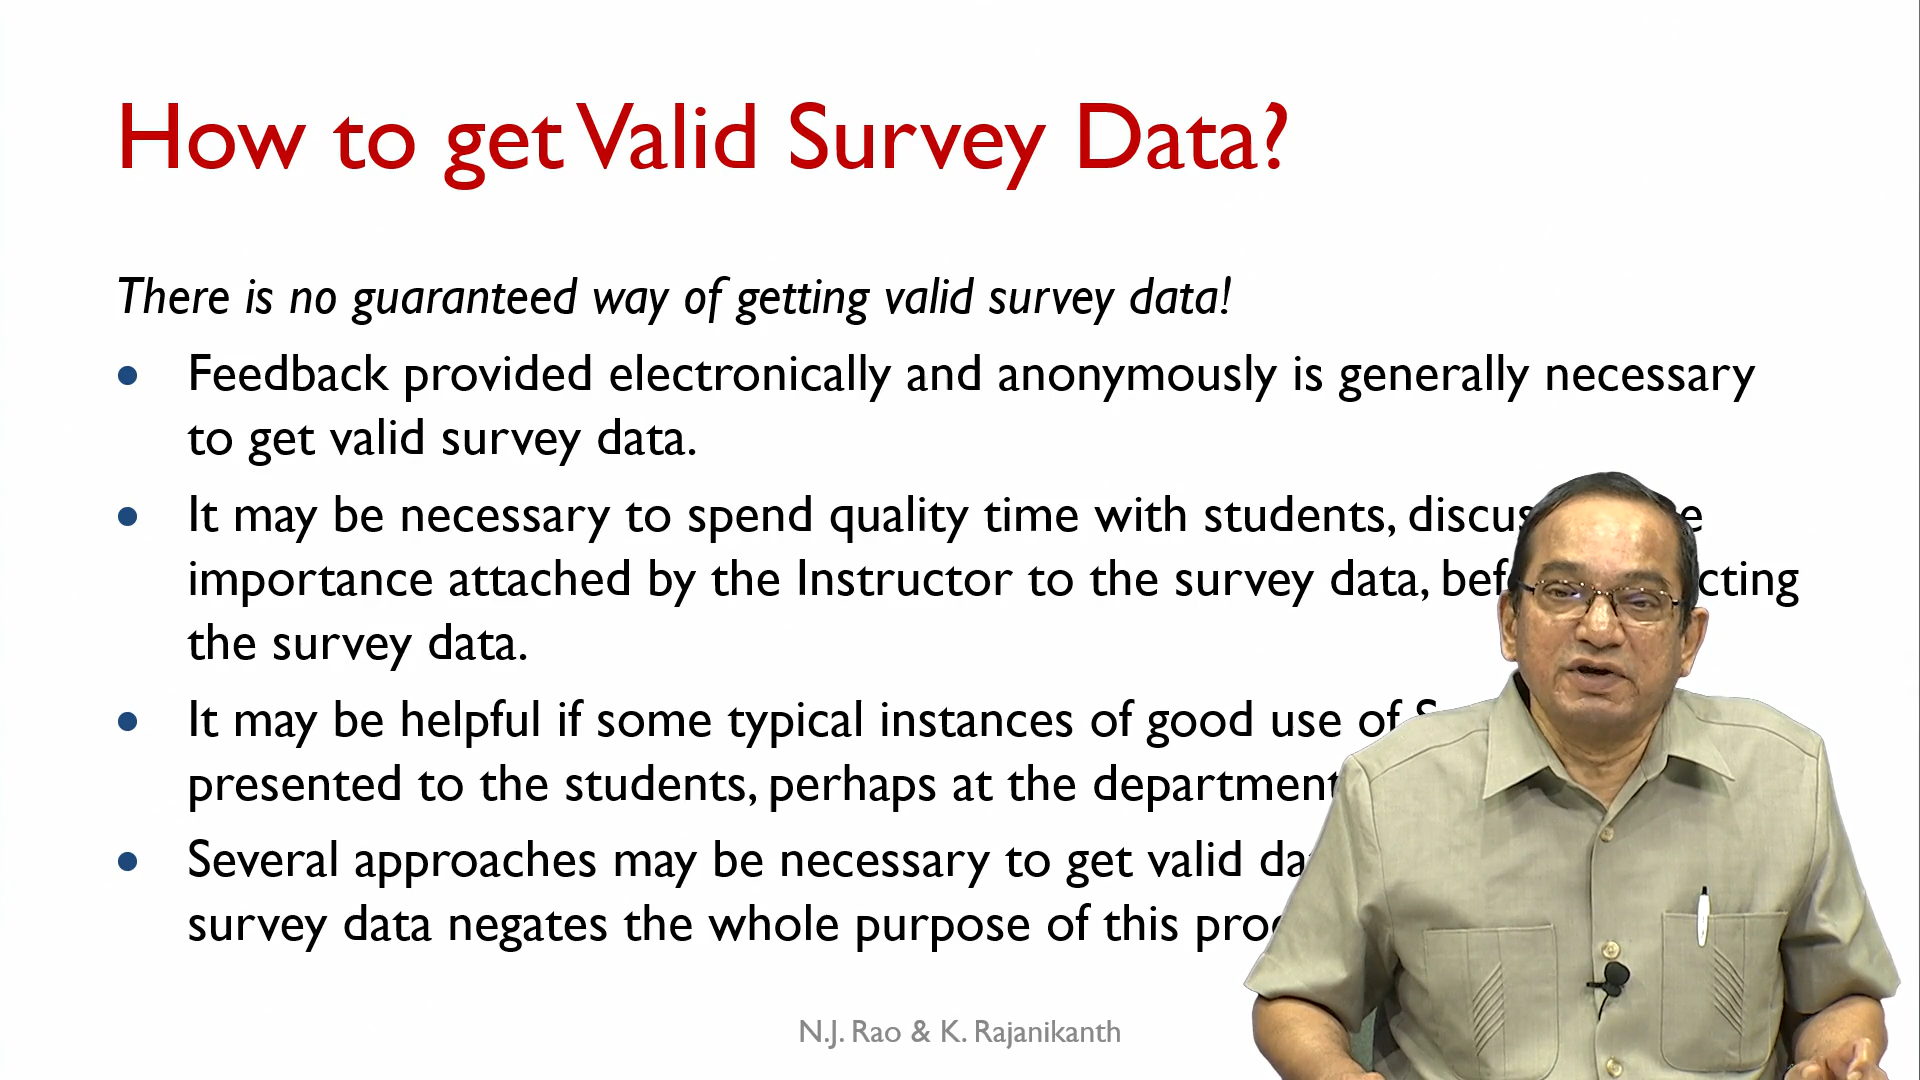 How to get Valid Survey Data?
There is no guaranteed way of getting valid survey data!
• Feedback provided electronically and anonymously is generally necessary
to get valid survey data.
• It may be necessary to spend quality time with students,
importance attached by the Instructor to the survey data,
the survey data.
• It may be helpful if some typical instances of good use of
presented to the students, perhaps at the
• Several approaches may be necessary to get valid
survey data negates the whole purpose of this
N.J. Rao & K. Rajanikanth